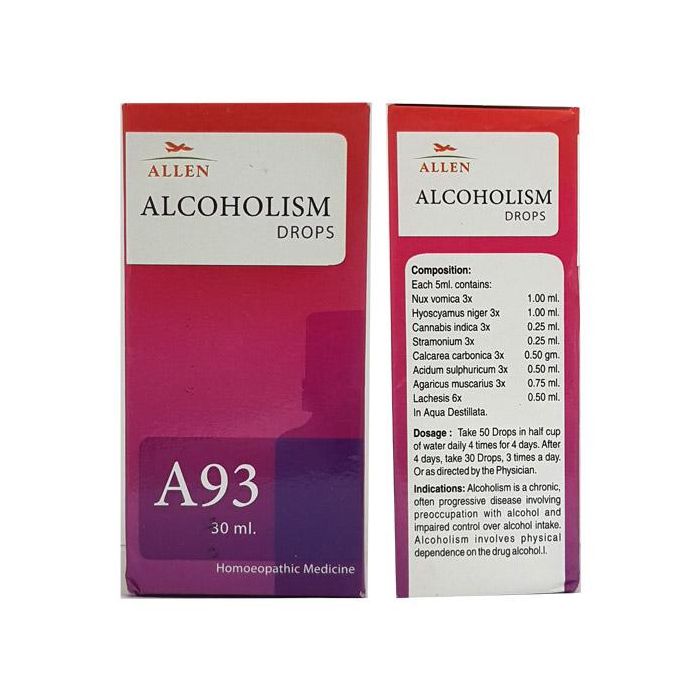 ALLEN
ALCOHOLISM
DROPS
A93
30 ml.
Homoeopathic Medicine
ALLEN
ALCOHOLISM
DROPS
Composition:
Each 5ml. contains:
Nux vomica 3x 1.00 ml.
Hyoscyamus niger 3x 1.00 ml.
Cannabis indica 3x 0.25 ml.
Stramonium 3x 0.25 ml.
Calcarea carbonica 3x 0.50 gm.
Acidum sulphuricum 3x 0.50 ml.
Agaricus muscarius 3x 0.75 ml.
Lachesis 6x 0.50 ml.
In Aqua Destillata.
Dosage : Take 50 Drops in half cup
of water daily 4 times for 4 days. After
4 days, take 30 Drops, 3 times a day.
Or as directed by the Physician.
Indications: Alcoholism is a chronic,
often progressive disease involving
preoccupation with alcohol and
impaired control over alcohol intake.
Alcoholism involves physical
dependence on the drug alcohol.l.